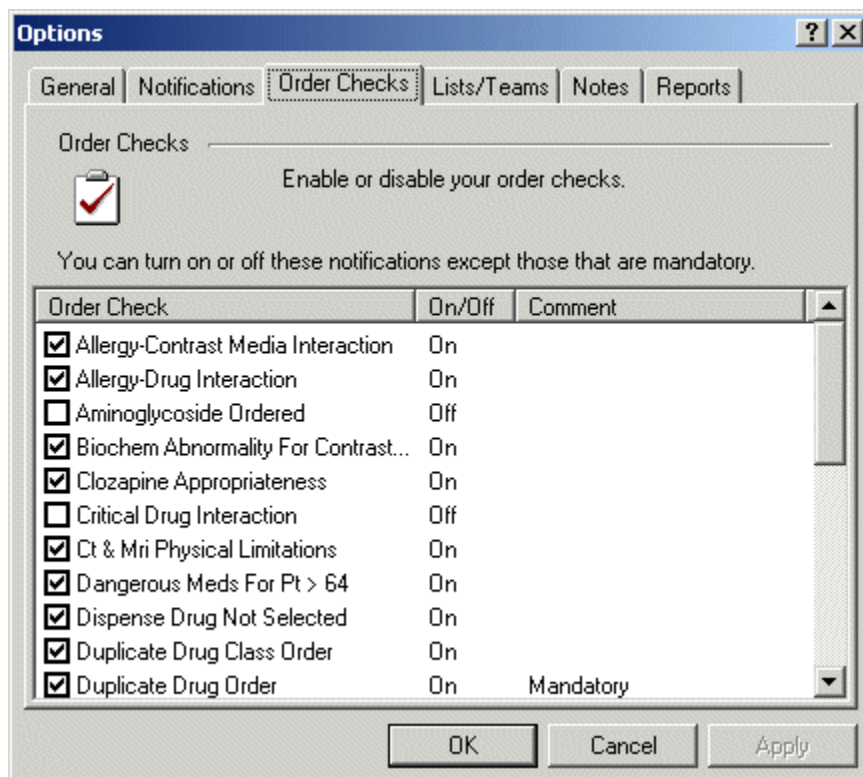 Options
General Notifications Order Checks Lists/Teams Notes Reports
Order Checks
Enable or disable your order checks.
You can turn on or off these notifications except those that are mandatory.
Order Check On/Off Comment
Allergy-Contrast Media Interaction On
Allergy-Drug Interaction On
Aminoglycoside Ordered Off
Biochem Abnormality For Contrast... On
Clozapine Appropriateness On
Critical Drug Interaction Off
Ct & Mri Physical Limitations On
Dangerous Meds For Pt > 64 On
Dispense Drug Not Selected On
Duplicate Drug Class Order On
Duplicate Drug Order On Mandatory
OK Cancel Apply